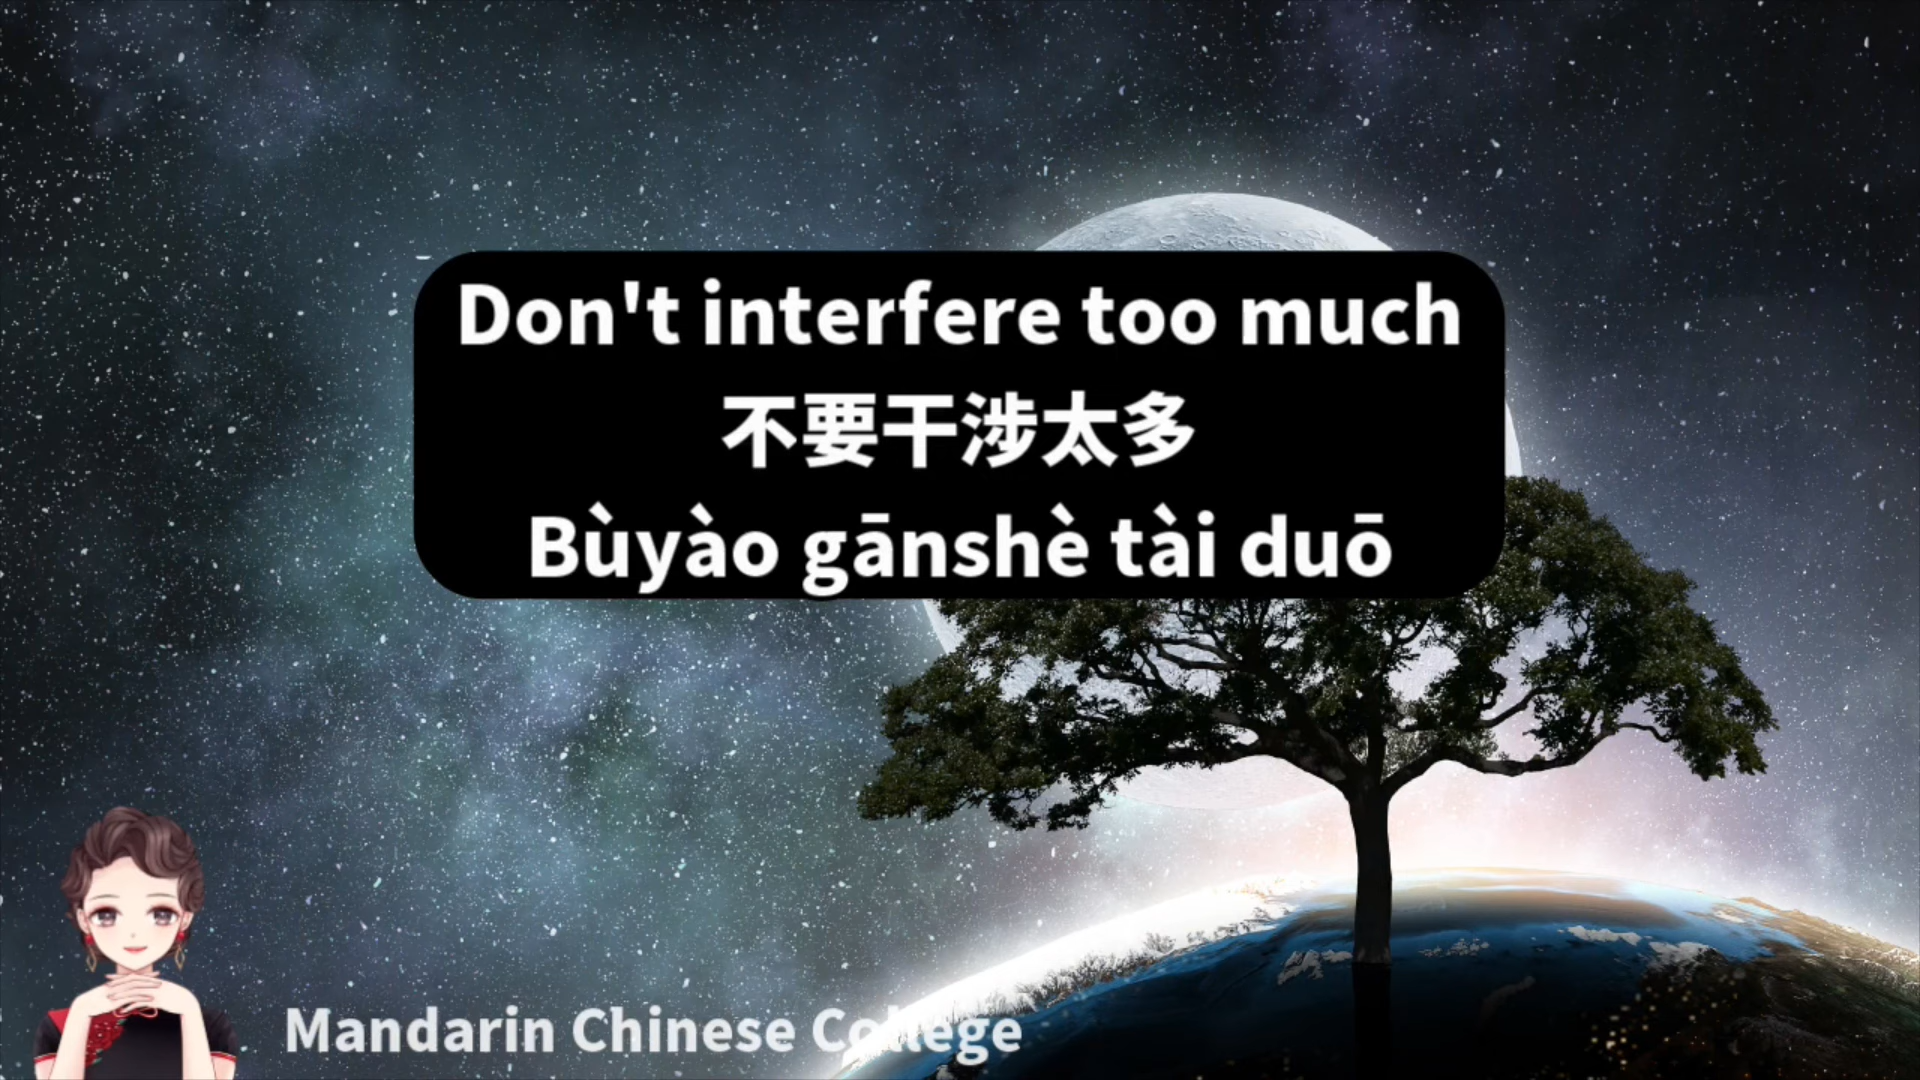 Don't interfere too much
不要干涉太多
Bùyào gānshè tài duō
Mandarin Chinese College